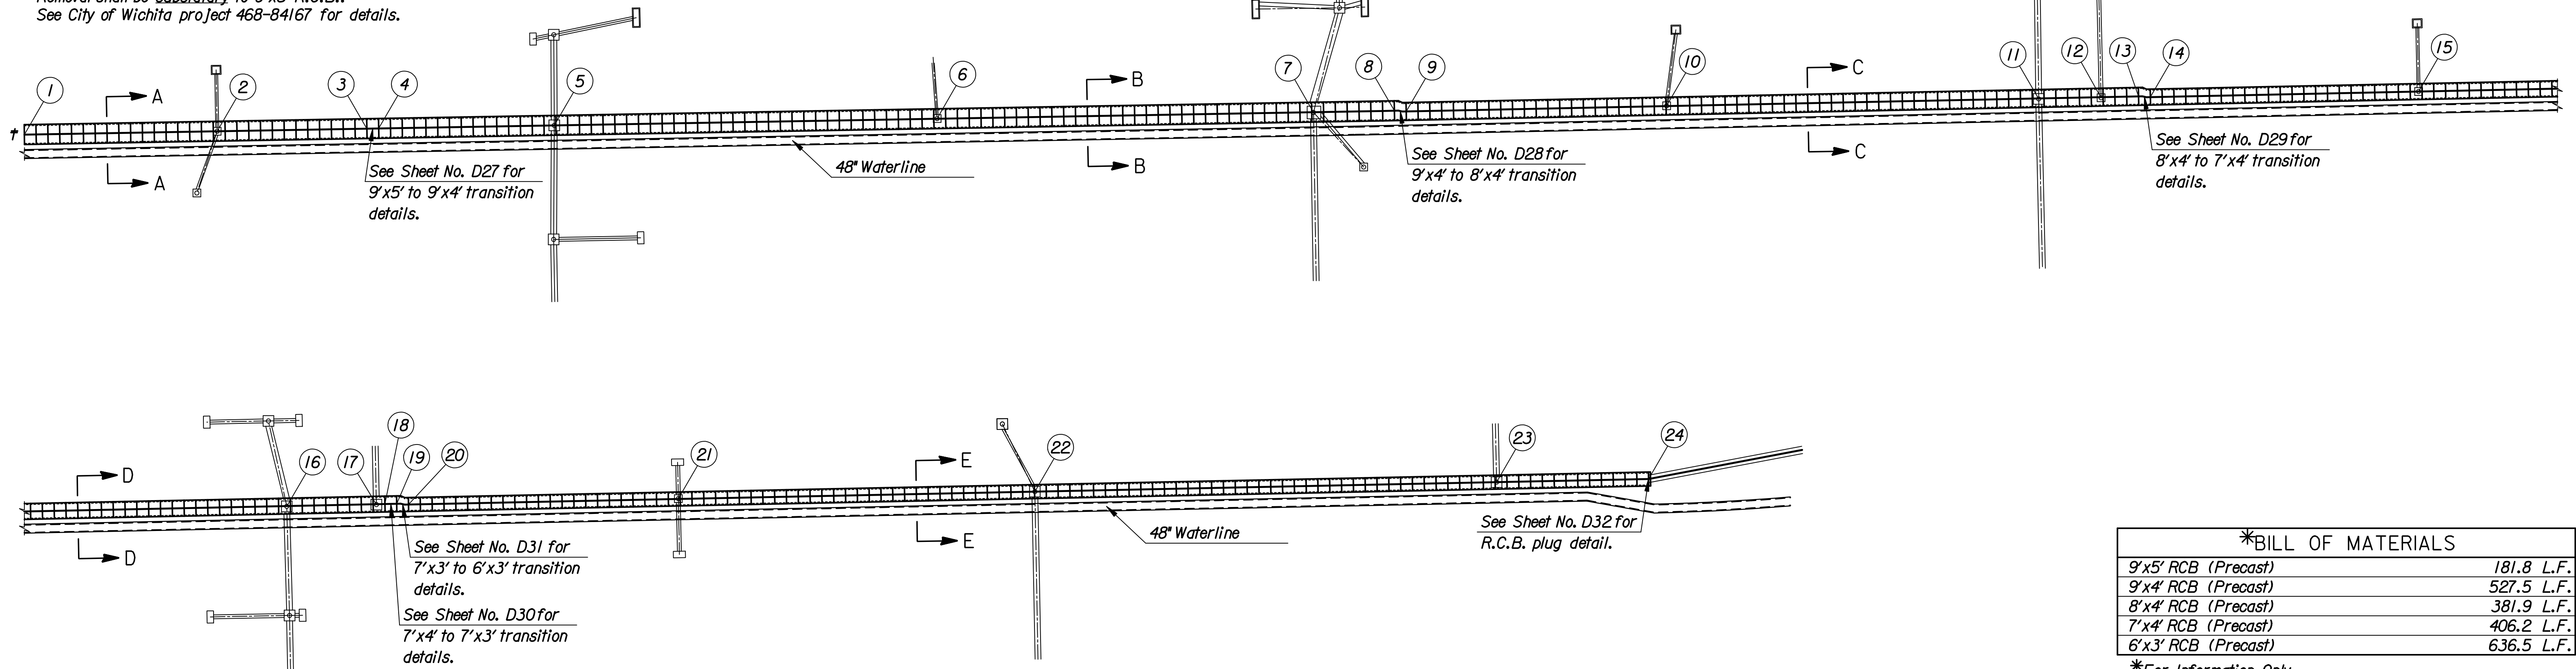 See City of Wichita project 468-84167 for details.
1
A
2
3
4
5
6
B
7
8
9
10
C
11
12
13
14
15
A
B
C
See Sheet No. D27 for
9'x5' to 9'x4' transition
details.
48" Waterline
See Sheet No. D28 for
9'x4' to 8'x4' transition
details.
See Sheet No. D29 for
8'x4' to 7'x4' transition
details.
D
16
17
18
19
20
21
E
22
23
24
D
E
See Sheet No. D31 for
7'x3' to 6'x3' transition
details.
See Sheet No. D30 for
7'x4' to 7'x3' transition
details.
48" Waterline
See Sheet No. D32 for
R.C.B. plug detail.
*BILL OF MATERIALS
9'x5' RCB (Precast) 181.8 L.F.
9'x4' RCB (Precast) 527.5 L.F.
8'x4' RCB (Precast) 381.9 L.F.
7'x4' RCB (Precast) 406.2 L.F.
6'x3' RCB (Precast) 636.5 L.F.
*For Information Only